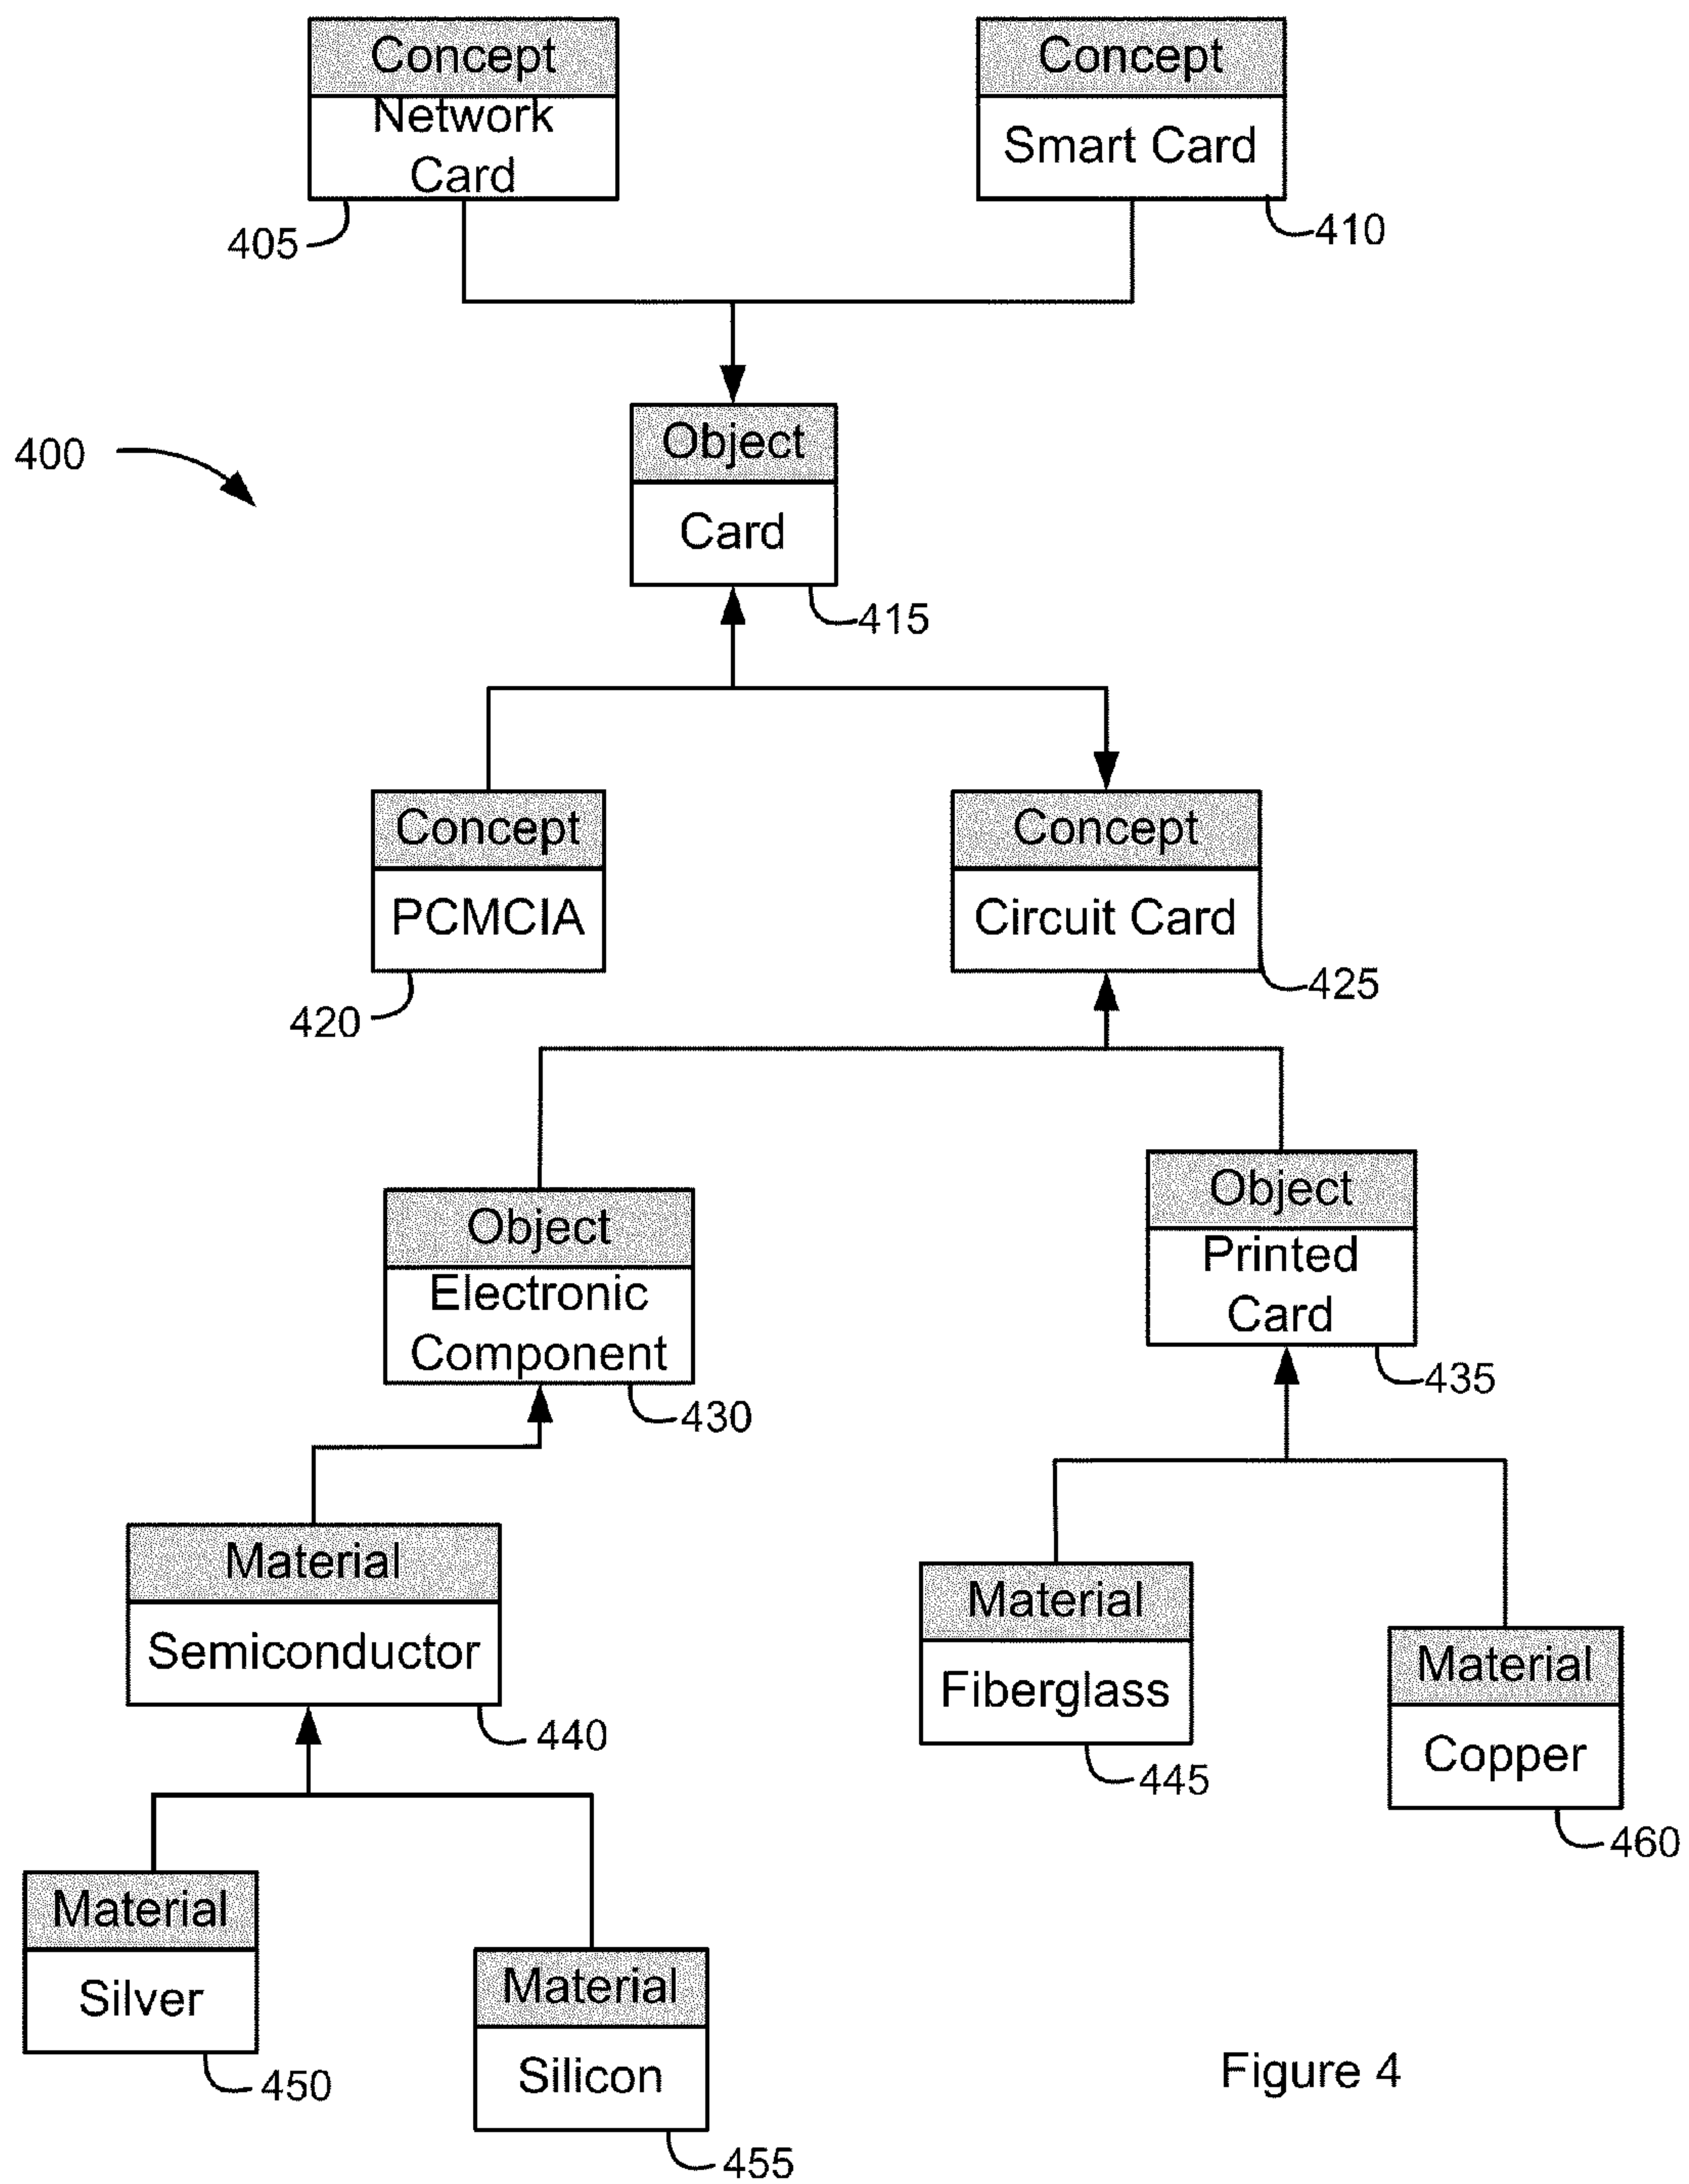 Concept
Network
Card
405
Concept
Smart Card
410
400
Object
Card
415
Concept
PCMCIA
420
Concept
Circuit Card
425
Object
Electronic
Component
430
Object
Printed
Card
435
Material
Semiconductor
440
Material
Fiberglass
445
Material
Copper
460
Material
Silver
450
Material
Silicon
455
Figure 4